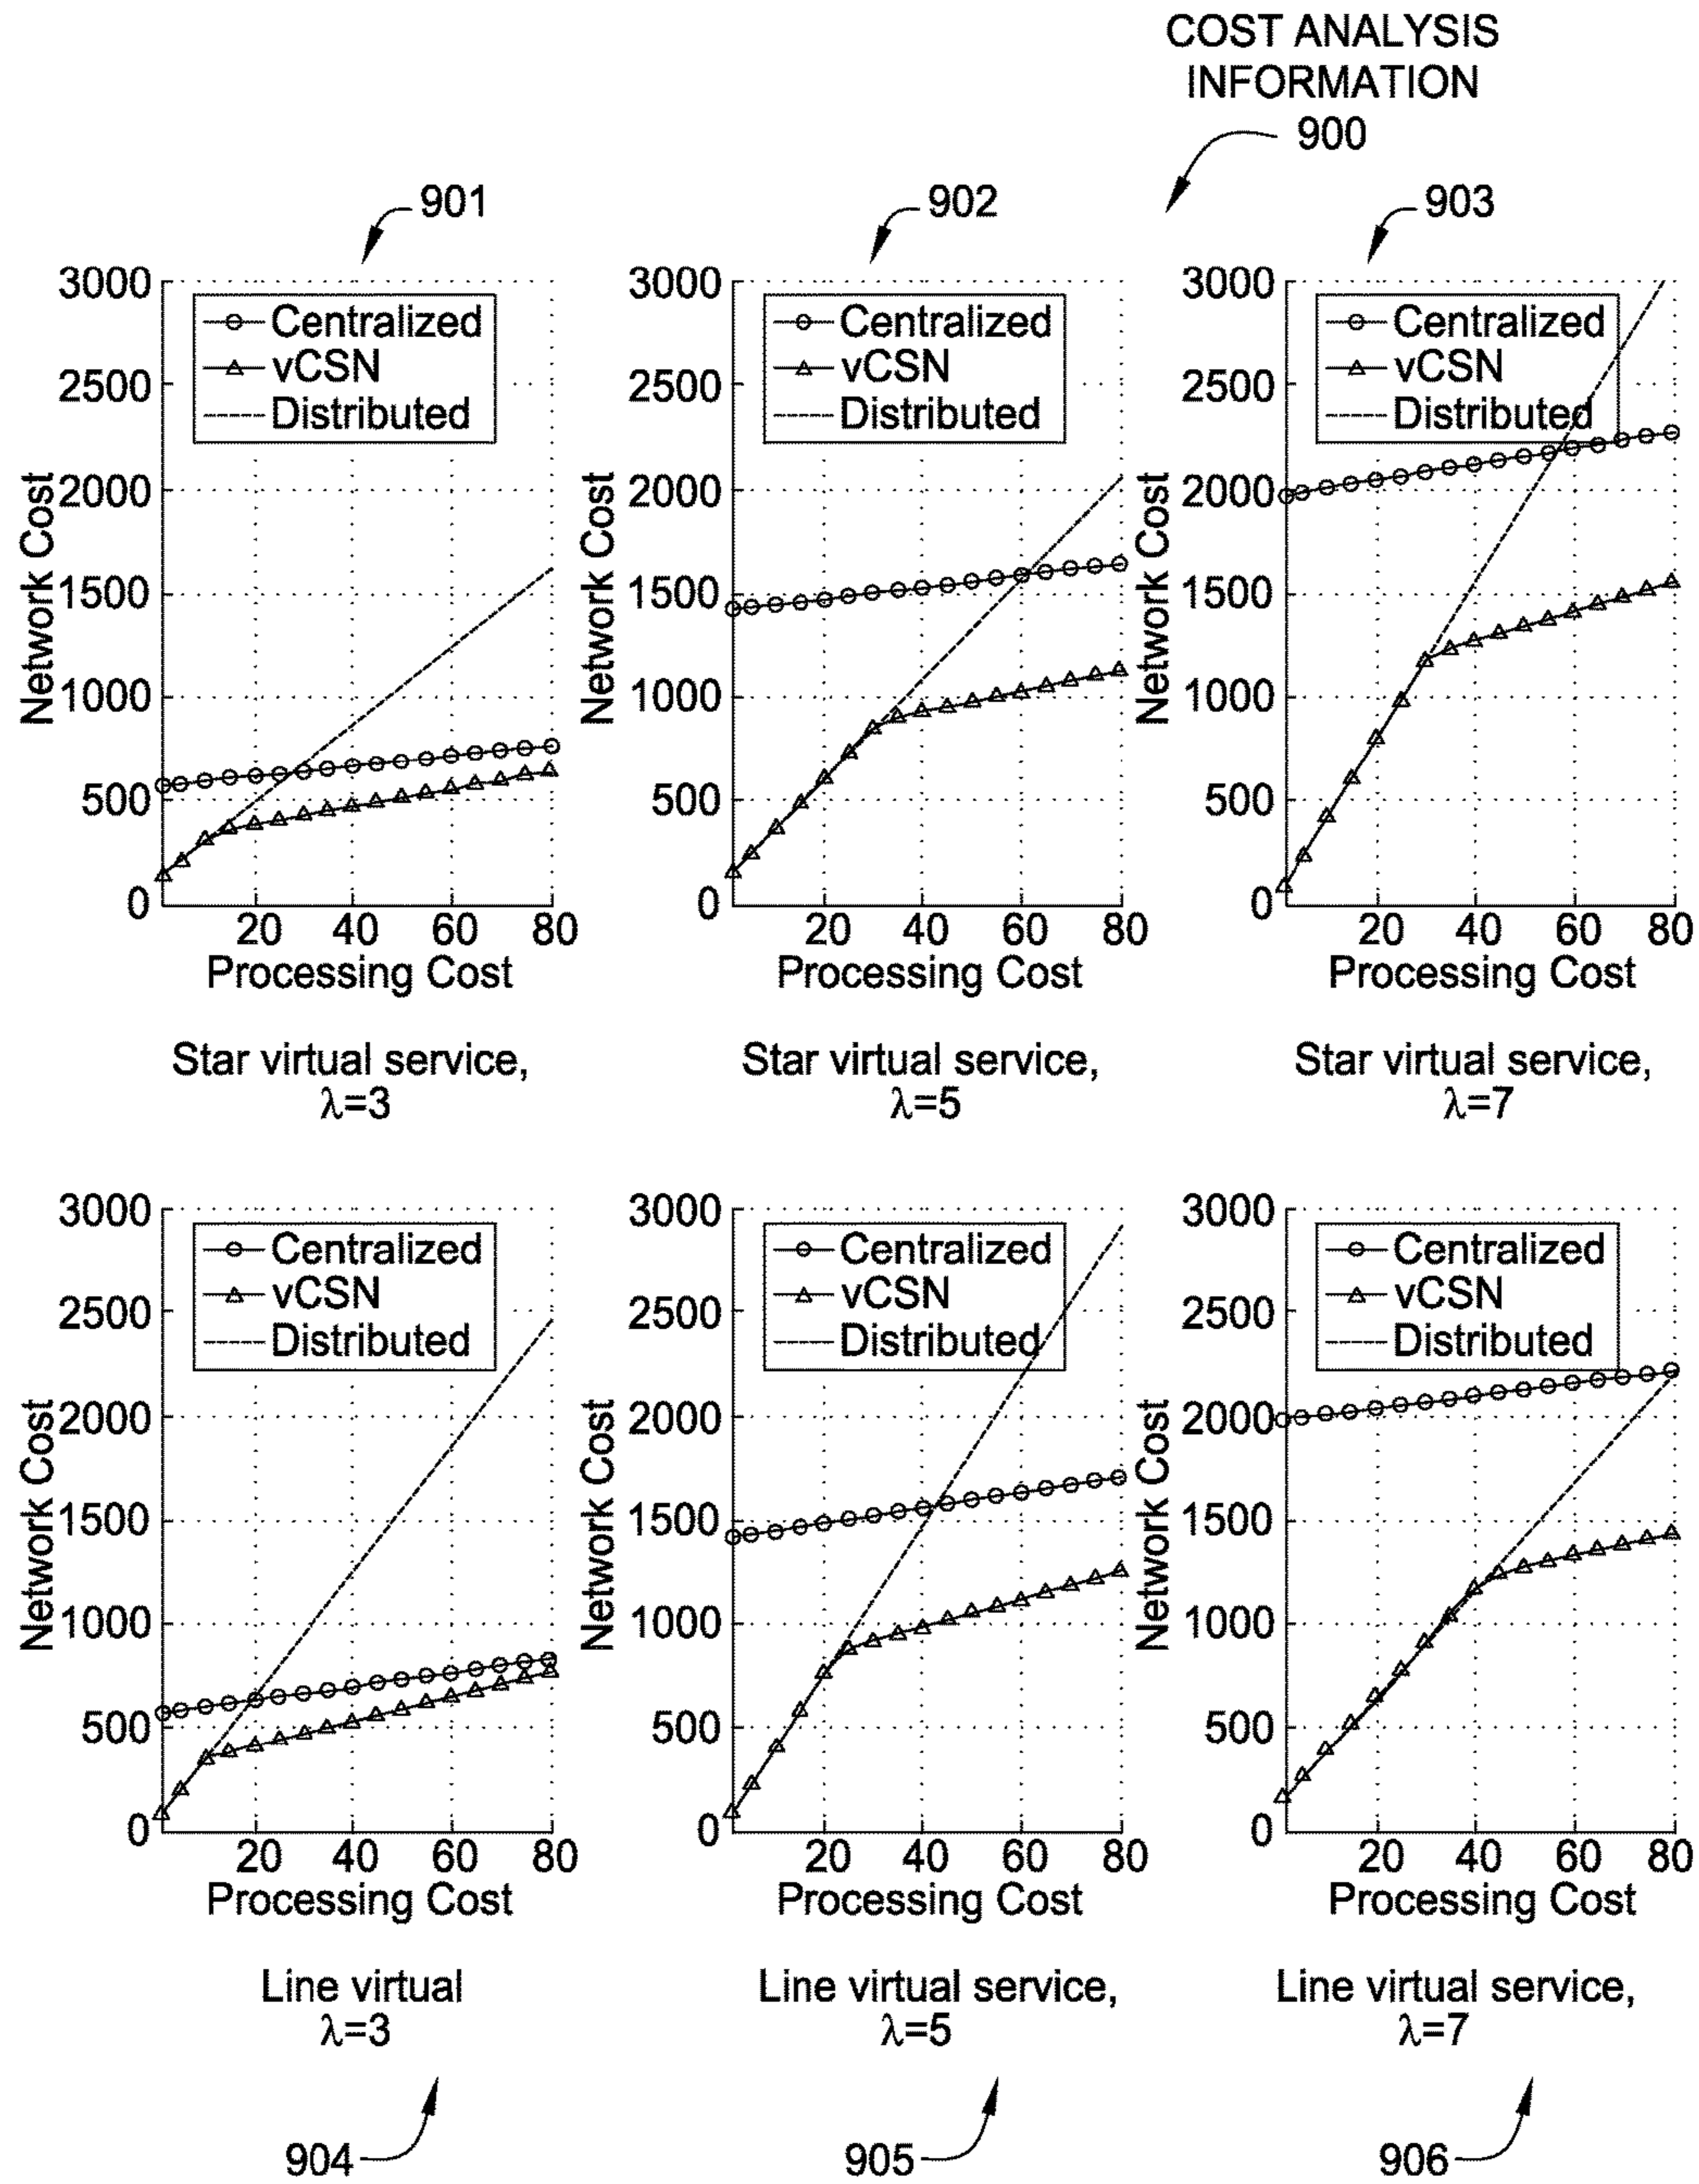 COST ANALYSIS
INFORMATION
900
901
902
903
3000
2500
2000
1500
1000
500
0
Network Cost
Centralized
vCSN
Distributed
20 40 60 80
Processing Cost
Star virtual service,
λ=3
3000
2500
2000
1500
1000
500
0
Network Cost
Centralized
vCSN
Distributed
20 40 60 80
Processing Cost
Star virtual service,
λ=5
3000
2500
2000
1500
1000
500
0
Network Cost
Centralized
vCSN
Distributed
20 40 60 80
Processing Cost
Star virtual service,
λ=7
3000
2500
2000
1500
1000
500
0
Network Cost
Centralized
vCSN
Distributed
20 40 60 80
Processing Cost
Line virtual
λ=3
3000
2500
2000
1500
1000
500
0
Network Cost
Centralized
vCSN
Distributed
20 40 60 80
Processing Cost
Line virtual service,
λ=5
3000
2500
2000
1500
1000
500
0
Network Cost
Centralized
vCSN
Distributed
20 40 60 80
Processing Cost
Line virtual service,
λ=7
904
905
906